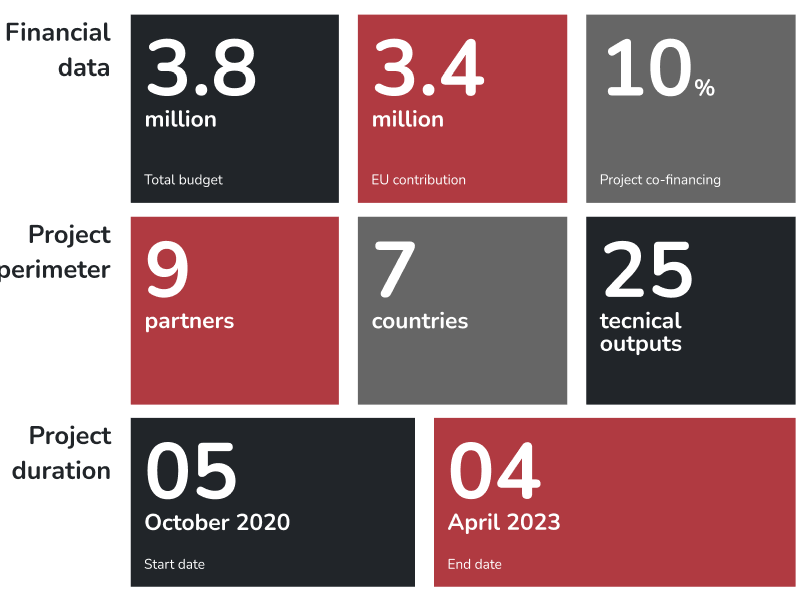 Financial
data
3.8
million
Total budget
3.4
million
EU contribution
10%
Project co-financing
Project
perimeter
9
partners
7
countries
25
tecnical
outputs
Project
duration
05
October 2020
Start date
04
April 2023
End date